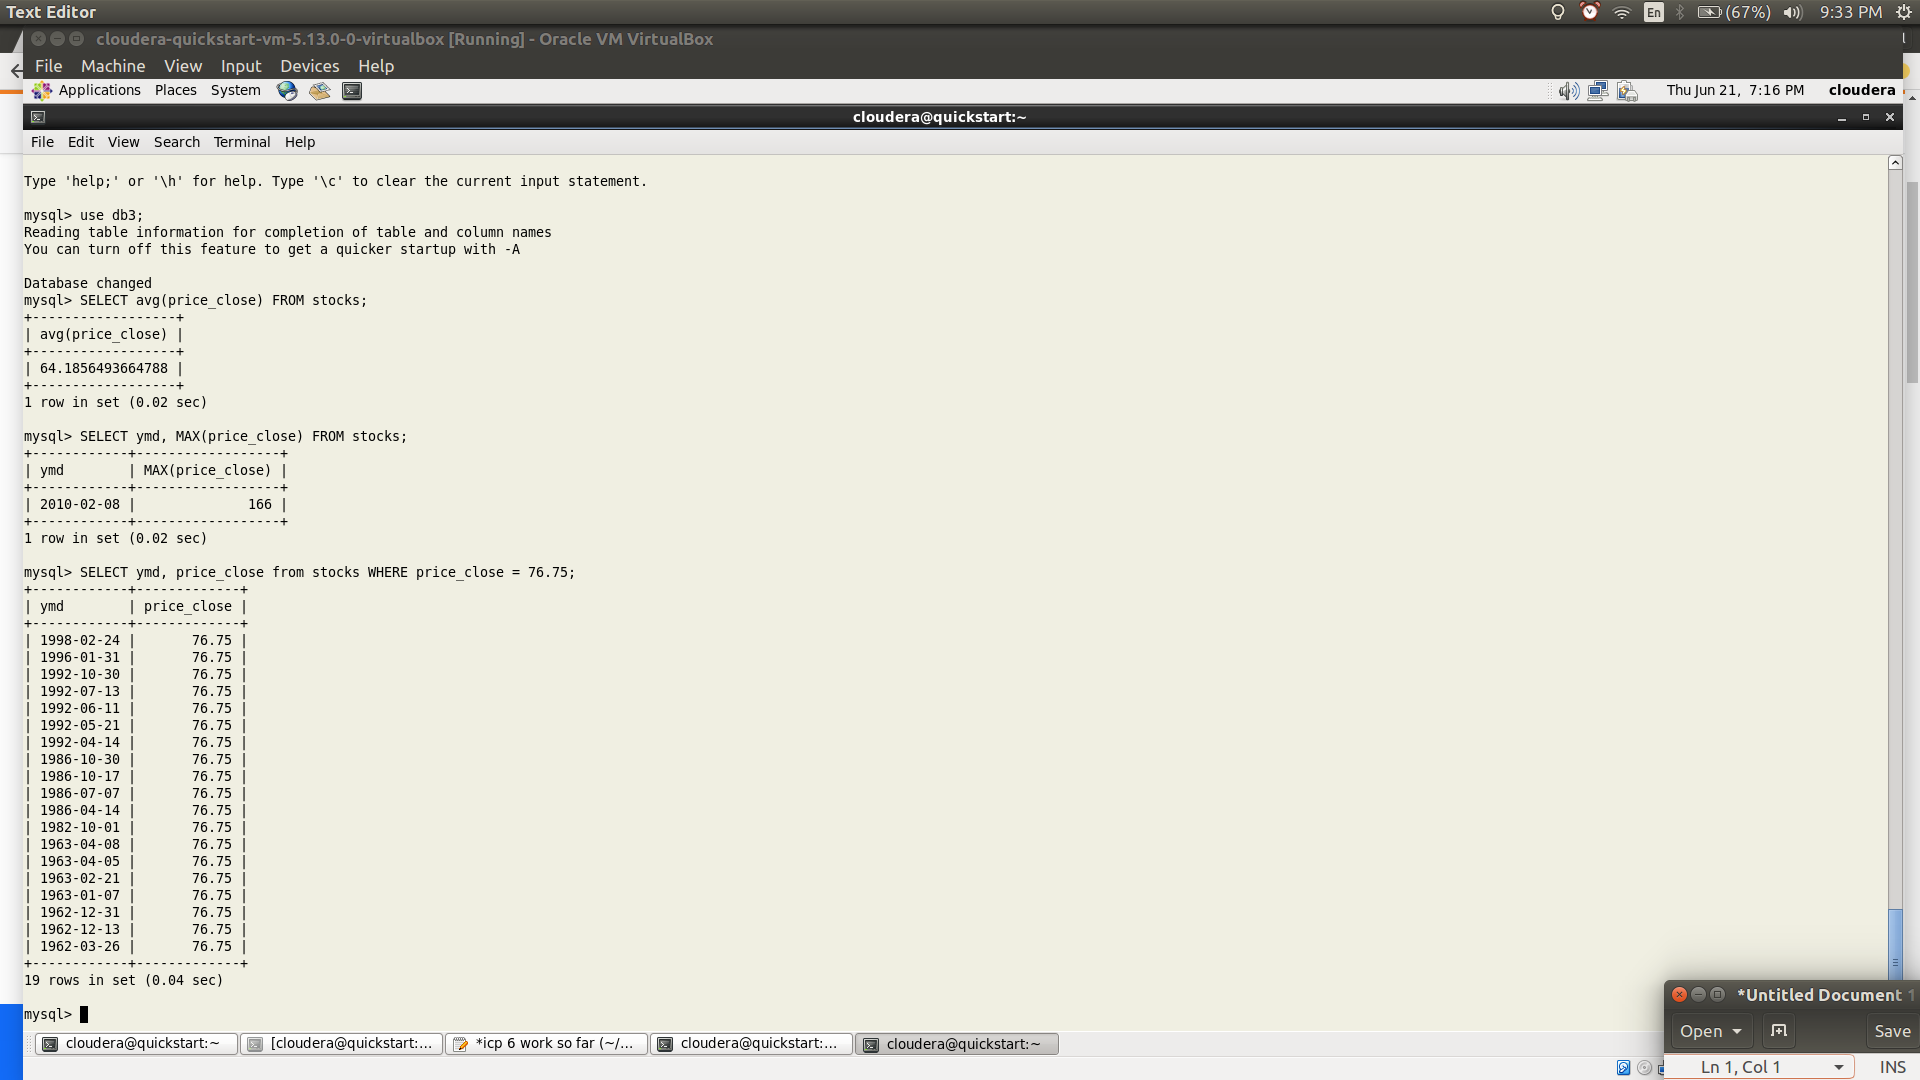 Text Editor
En
(67%)
9:33 PM
cloudera-quickstart-vm-5.13.0-0-virtualbox [Running] - Oracle VM VirtualBox
File Machine View Input Devices Help
Applications Places System
Thu Jun 21, 7:16 PM cloudera
cloudera@quickstart:~
File Edit View Search Terminal Help
Type 'help;' or '\h' for help. Type '\c' to clear the current input statement.
mysql> use db3;
Reading table information for completion of table and column names
You can turn off this feature to get a quicker startup with -A
Database changed
mysql> SELECT avg(price_close) FROM stocks;
+------------------+
| avg(price_close) |
+------------------+
| 64.1856493664788 |
+------------------+
1 row in set (0.02 sec)
mysql> SELECT ymd, MAX(price_close) FROM stocks;
+------------+------------------+
| ymd        | MAX(price_close) |
+------------+------------------+
| 2010-02-08 |              166 |
+------------+------------------+
1 row in set (0.02 sec)
mysql> SELECT ymd, price_close from stocks WHERE price_close = 76.75;
+------------+-------------+
| ymd        | price_close |
+------------+-------------+
| 1998-02-24 |       76.75 |
| 1996-01-31 |       76.75 |
| 1992-10-30 |       76.75 |
| 1992-07-13 |       76.75 |
| 1992-06-11 |       76.75 |
| 1992-05-21 |       76.75 |
| 1992-04-14 |       76.75 |
| 1986-10-30 |       76.75 |
| 1986-10-17 |       76.75 |
| 1986-07-07 |       76.75 |
| 1986-04-14 |       76.75 |
| 1982-10-01 |       76.75 |
| 1963-04-08 |       76.75 |
| 1963-04-05 |       76.75 |
| 1963-02-21 |       76.75 |
| 1963-01-07 |       76.75 |
| 1962-12-31 |       76.75 |
| 1962-12-13 |       76.75 |
| 1962-03-26 |       76.75 |
+------------+-------------+
19 rows in set (0.04 sec)
mysql>
*Untitled Document 1
Open
Save
cloudera@quickstart:~
[cloudera@quickstart:...
*icp 6 work so far (~/...
cloudera@quickstart:...
cloudera@quickstart:~
Ln 1, Col 1
INS